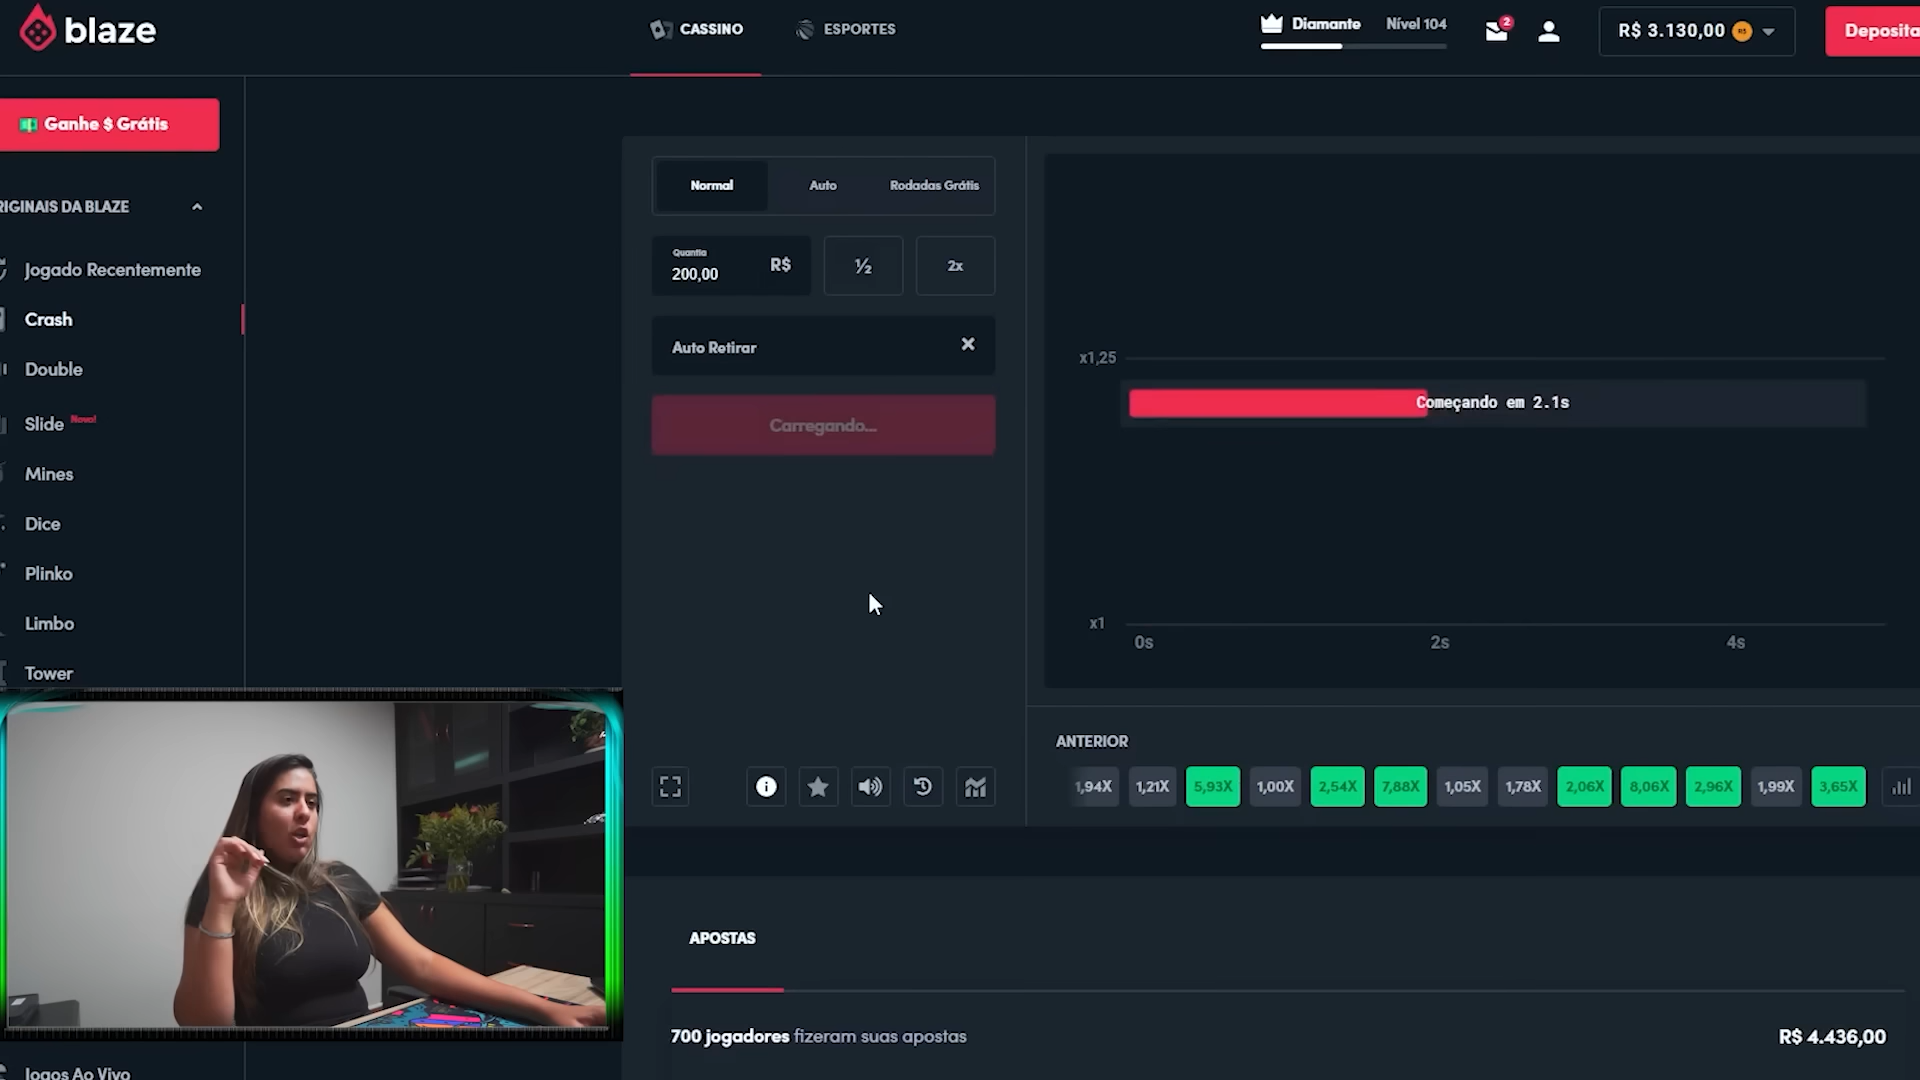 blaze
CASSINO
ESPORTES
Diamante
Nível 104
2
R$ 3.130,00
R$
Deposita
Ganhe $ Grátis
RIGINAIS DA BLAZE
Jogado Recentemente
Crash
Double
Slide Novo!
Mines
Dice
Plinko
Limbo
Tower
Jogos Ao Vivo
Normal
Auto
Rodadas Grátis
Quantia
200,00
R$
½
2x
Auto Retirar
Carregando...
x1,25
Começando em 2.1s
x1
0s
2s
4s
ANTERIOR
1,94X
1,21X
5,93X
1,00X
2,54X
7,88X
1,05X
1,78X
2,06X
8,06X
2,96X
1,99X
3,65X
APOSTAS
700 jogadores fizeram suas apostas
R$ 4.436,00